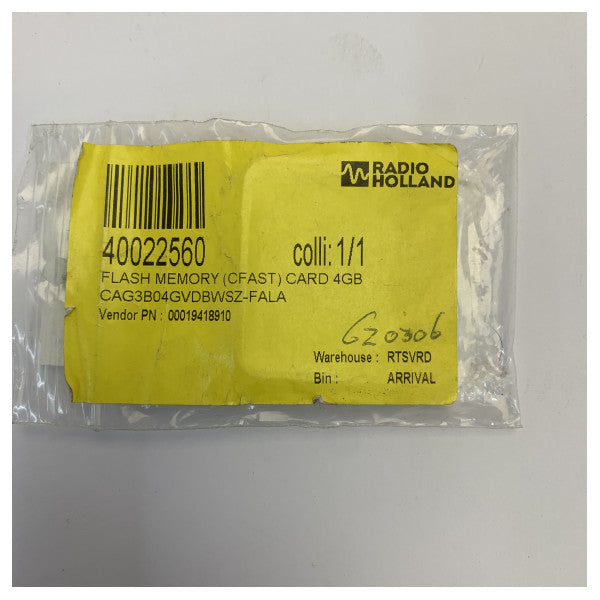 RADIO
HOLLAND
40022560
colli: 1/1
FLASH MEMORY (CFAST) CARD 4GB
CAG3B04GVDBWSZ-FALA
Vendor PN : 00019418910
620306
Warehouse : RTSVRD
Bin : ARRIVAL